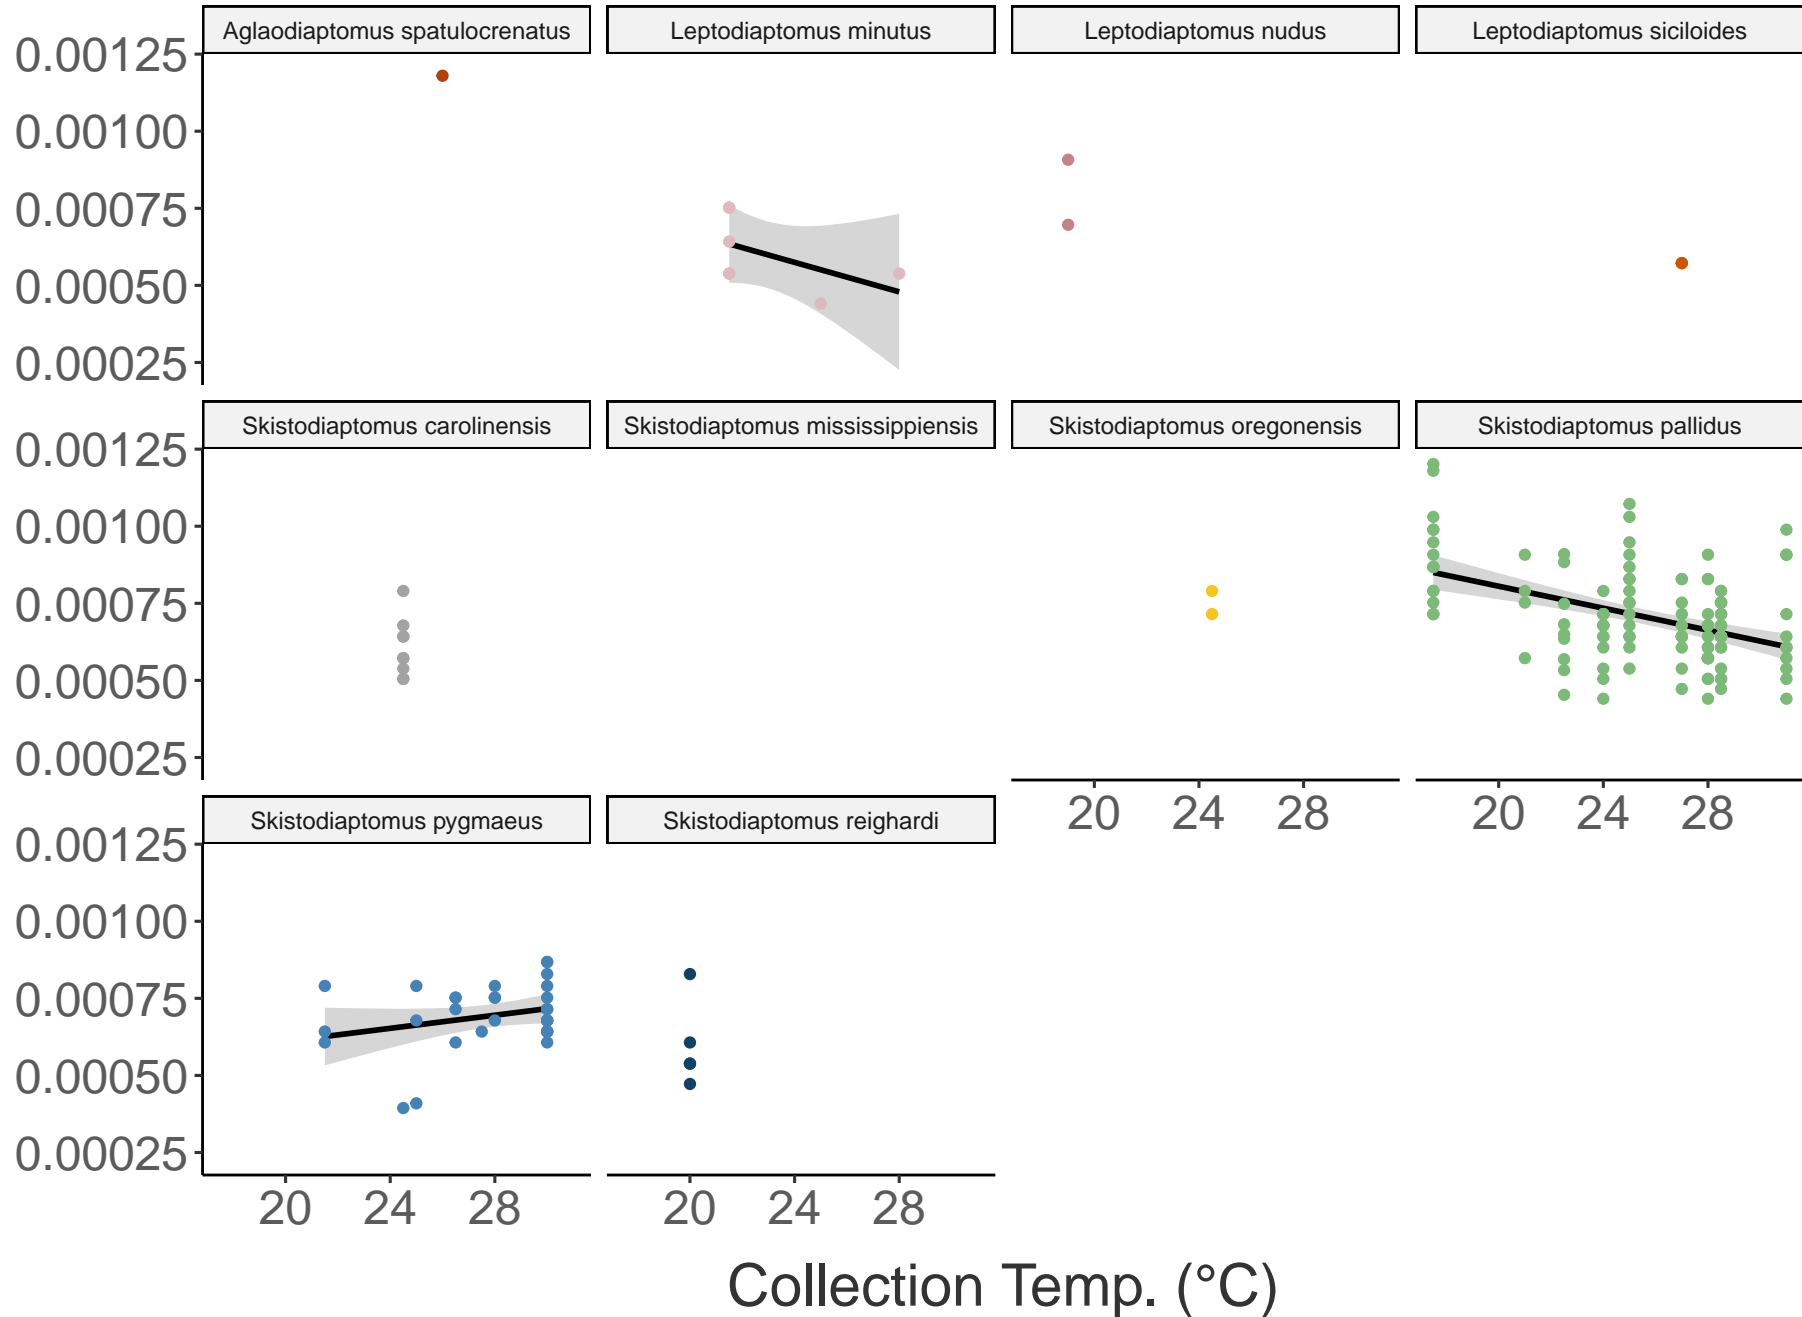 Aglaodiaptomus spatulocrenatus
Leptodiaptomus minutus
Leptodiaptomus nudus
Leptodiaptomus siciloides
0.00125
0.00100
0.00075
0.00050
0.00025
Skistodiaptomus carolinensis
Skistodiaptomus mississippiensis
Skistodiaptomus oregonensis
Skistodiaptomus pallidus
0.00125
0.00100
0.00075
0.00050
0.00025
20 24 28
20 24 28
Skistodiaptomus pygmaeus
Skistodiaptomus reighardi
0.00125
0.00100
0.00075
0.00050
0.00025
20 24 28
20 24 28
Collection Temp. (°C)